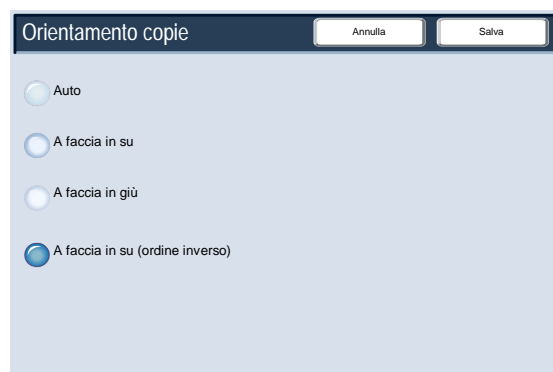 Orientamento copie
Annulla
Salva
Auto
A faccia in su
A faccia in giù
A faccia in su (ordine inverso)